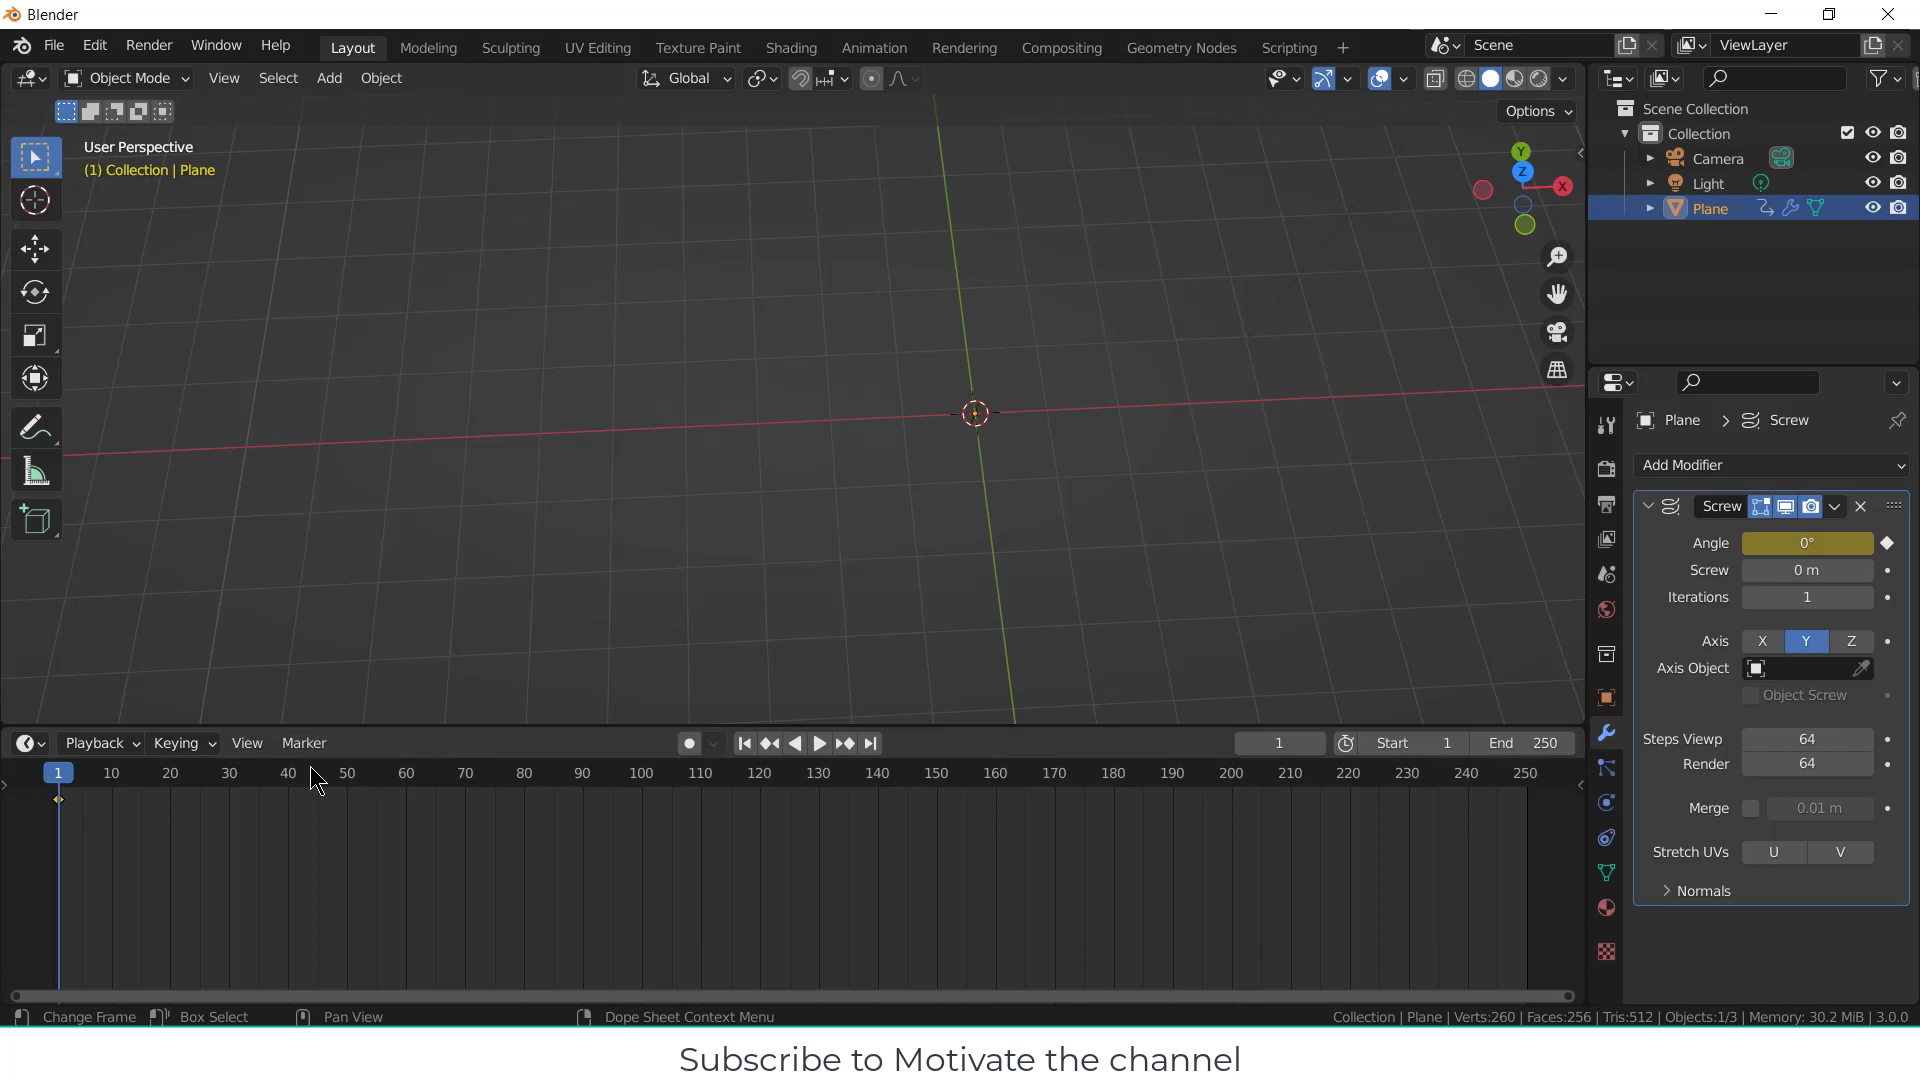 Blender
File Edit Render Window Help Layout Modeling Sculpting UV Editing Texture Paint Shading Animation Rendering Compositing Geometry Nodes Scripting + Scene ViewLayer
Object Mode View Select Add Object Global
Options
User Perspective
(1) Collection | Plane
Y
Z
X
Scene Collection
Collection
Camera
Light
Plane
Plane > Screw
Add Modifier
Screw
Angle 0°
Screw 0 m
Iterations 1
Axis X Y Z
Axis Object
Object Screw
Steps Viewp 64
Render 64
Merge 0.01 m
Stretch UVs U V
Normals
Playback Keying View Marker 1 Start 1 End 250
1 10 20 30 40 50 60 70 80 90 100 110 120 130 140 150 160 170 180 190 200 210 220 230 240 250
Change Frame Box Select Pan View Dope Sheet Context Menu Collection | Plane | Verts:260 | Faces:256 | Tris:512 | Objects:1/3 | Memory: 30.2 MiB | 3.0.0
Subscribe to Motivate the channel